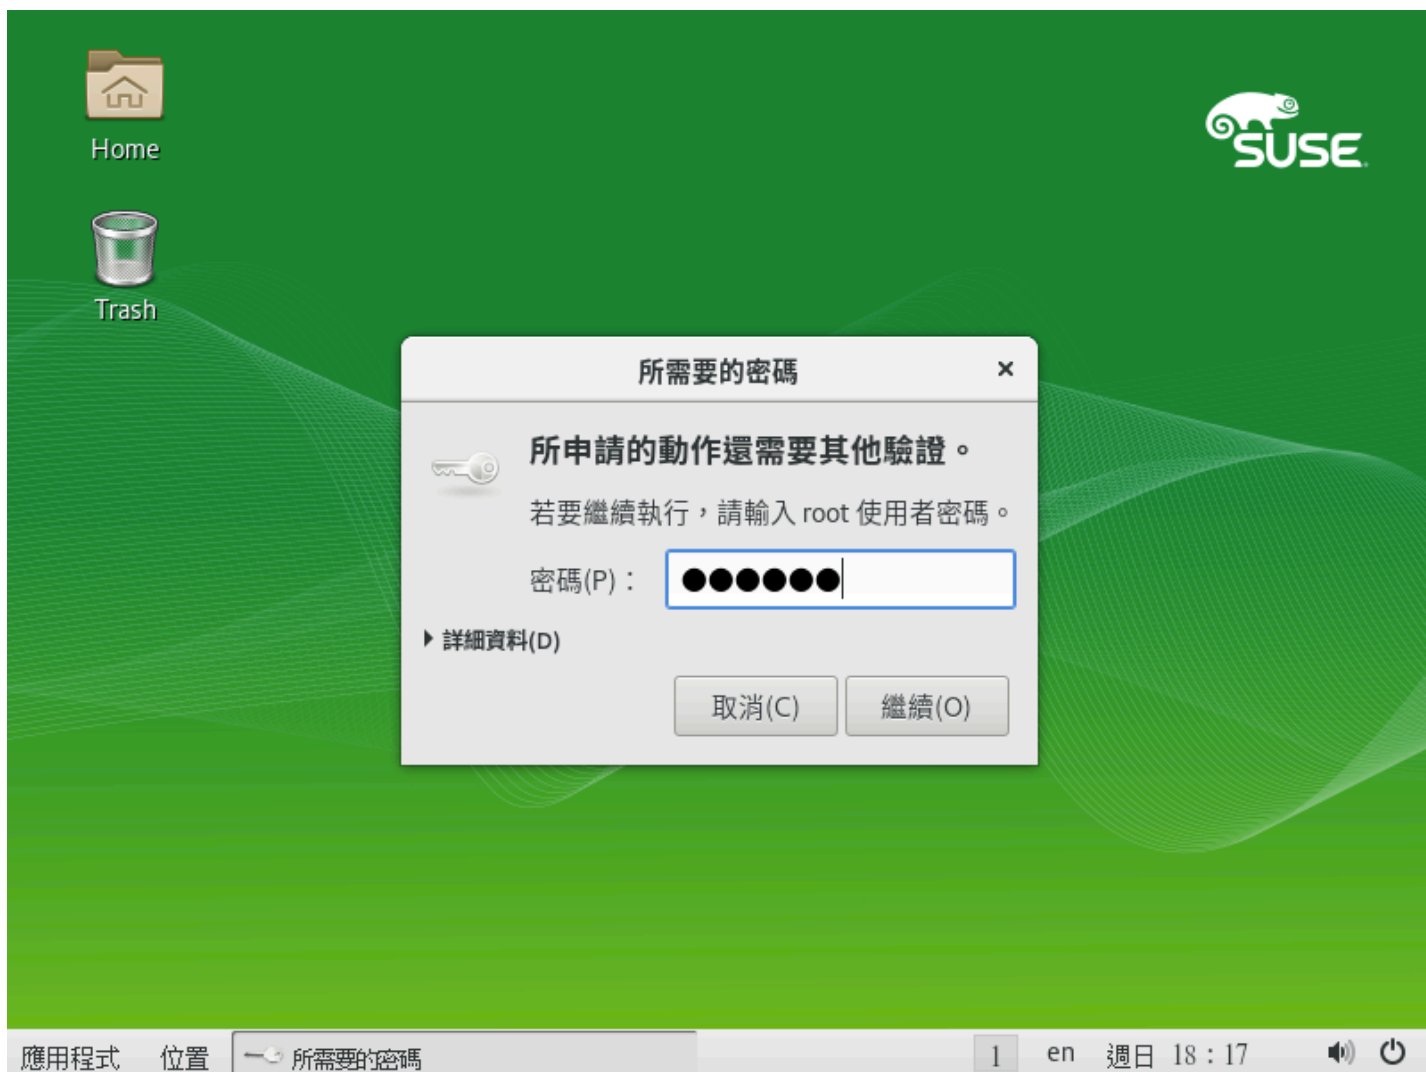 Home
SUSE
Trash
所需要的密碼
所申請的動作還需要其他驗證。
若要繼續執行，請輸入 root 使用者密碼。
密碼(P)：
詳細資料(D)
取消(C)
繼續(O)
應用程式 位置 所需要的密碼 1 en 週日 18：17